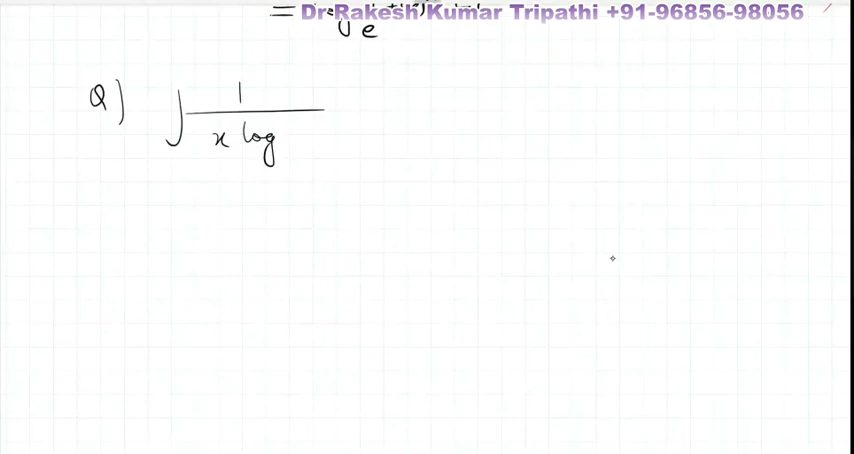 = Dr-Rakesh Kumar Tripathi +91-96856-98056
e
Q) ∫ 1
x log